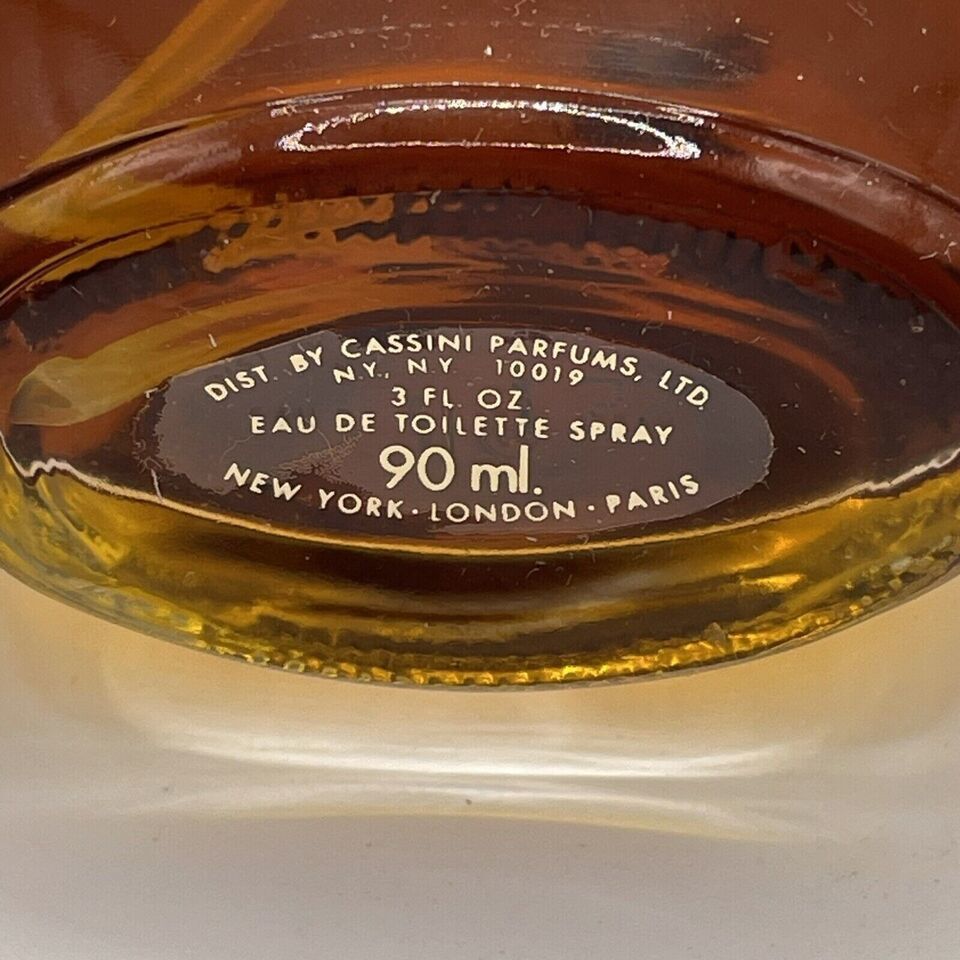 DIST. BY CASSINI PARFUMS, LTD.
N.Y., N.Y 10019
3 FL. OZ.
EAU DE TOILETTE SPRAY
90 ml.
NEW YORK · LONDON · PARIS